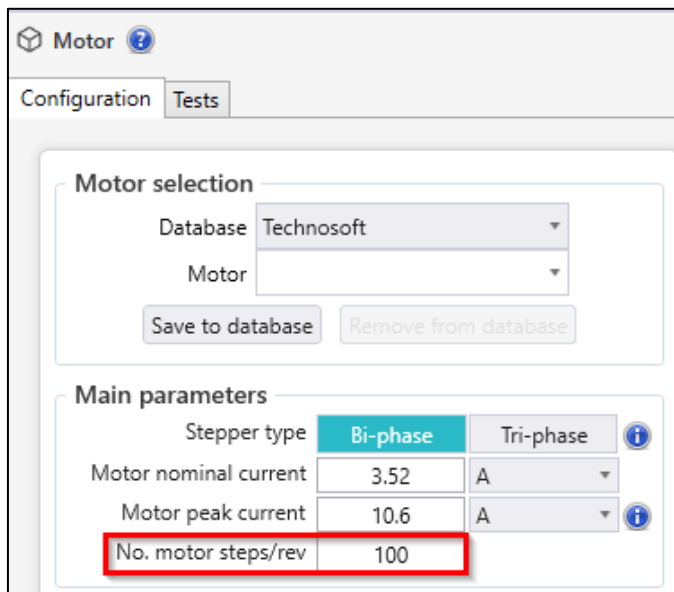 Motor ?
Configuration Tests
Motor selection
Database Technosoft
Motor
Save to database Remove from database
Main parameters
Stepper type Bi-phase Tri-phase i
Motor nominal current 3.52 A
Motor peak current 10.6 A i
No. motor steps/rev 100